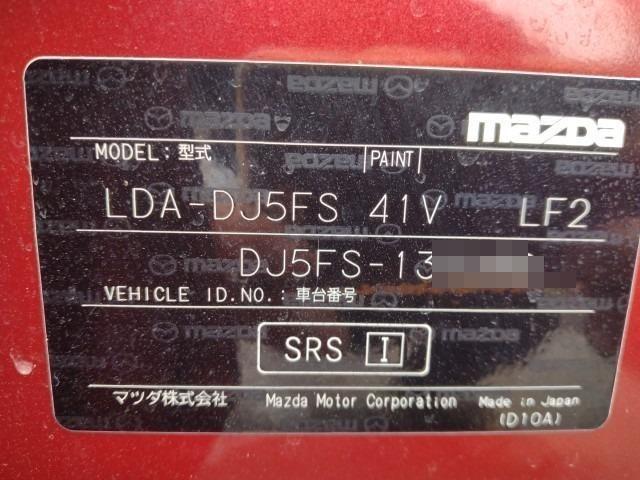 mazda
MODEL: 型式 PAINT
LDA-DJ5FS 41V LF2
DJ5FS-13
VEHICLE ID.NO.: 車台番号
SRS I
マツダ株式会社 Mazda Motor Corporation Made in Japan
(D10A)